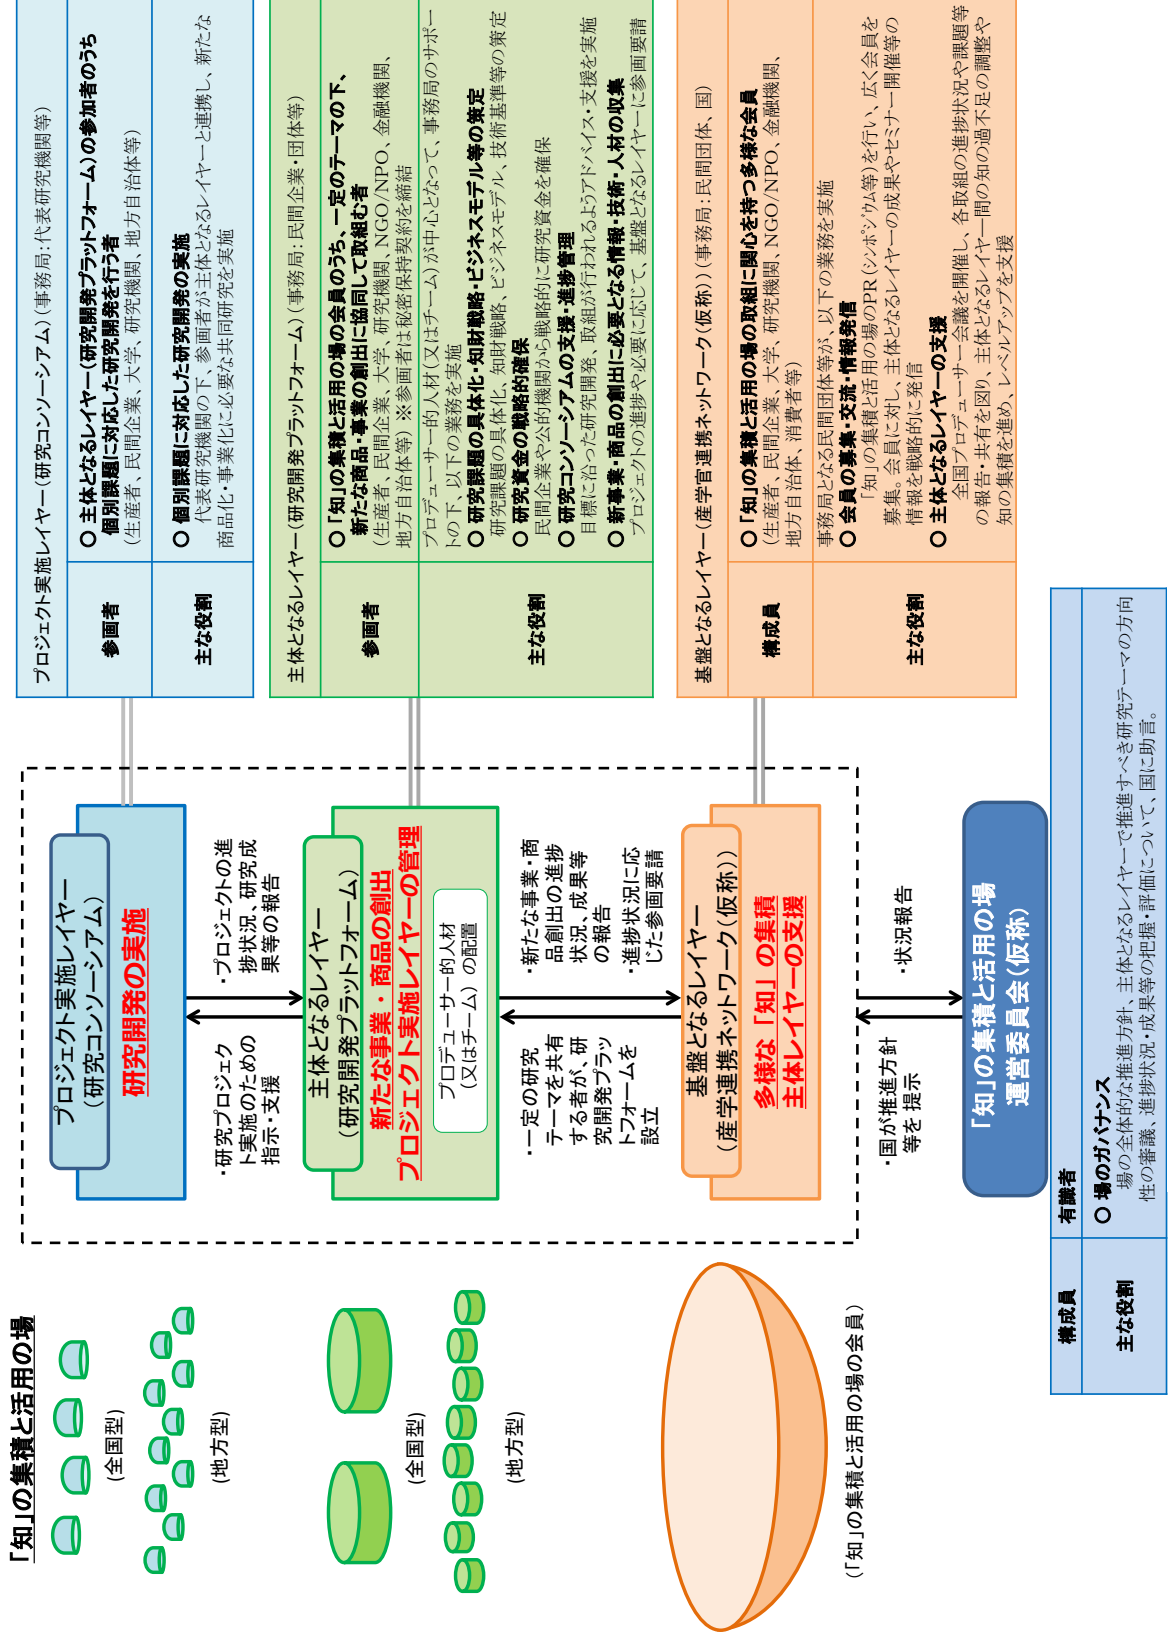 「知」の集積と活用の場
(全国型)
(地方型)
(全国型)
(地方型)
(「知」の集積と活用の場の会員)
プロジェクト実施レイヤー
(研究コンソーシアム)
研究開発の実施
・研究プロジェク
ト実施のための
指示・支援
・プロジェクトの進
捗状況、研究成
果等の報告
主体となるレイヤー
(研究開発プラットフォーム)
新たな事業・商品の創出
プロジェクト実施レイヤーの管理
プロデューサー的人材
(又はチーム)の配置
・一定の研究
テーマを共有
する者が、研
究開発プラッ
トフォームを
設立
・新たな事業・商
品創出の進捗
状況、成果等
の報告
・進捗状況に応
じた参画要請
基盤となるレイヤー
(産学連携ネットワーク(仮称))
多様な「知」の集積
主体レイヤーの支援
・国が推進方針
等を提示
・状況報告
「知」の集積と活用の場
運営委員会(仮称)
プロジェクト実施レイヤー(研究コンソーシアム)(事務局:代表研究機関等)
参画者
○ 主体となるレイヤー(研究開発プラットフォーム)の参加者のうち
個別課題に対応した研究開発を行う者
(生産者、民間企業、大学、研究機関、地方自治体等)
主な役割
○ 個別課題に対応した研究開発の実施
代表研究機関の下、参画者が主体となるレイヤーと連携し、新たな
商品化・事業化に必要な共同研究を実施
主体となるレイヤー(研究開発プラットフォーム)(事務局:民間企業・団体等)
参画者
○ 「知」の集積と活用の場の会員のうち、一定のテーマの下、
新たな商品・事業の創出に協同して取組む者
(生産者、民間企業、大学、研究機関、NGO/NPO、金融機関、
地方自治体等)※参画者は秘密保持契約を締結
主な役割
プロデューサー的人材(又はチーム)が中心となって、事務局のサポー
トの下、以下の業務を実施
○ 研究課題の具体化・知財戦略・ビジネスモデル等の策定
研究課題の具体化、知財戦略、ビジネスモデル、技術基準等の策定
○ 研究資金の戦略的確保
民間企業や公的機関から戦略的に研究資金を確保
○ 研究コンソーシアムの支援・進捗管理
目標に沿った研究開発、取組が行われるようアドバイス・支援を実施
○ 新事業・商品の創出に必要となる情報・技術・人材の収集
プロジェクトの進捗や必要に応じて、基盤となるレイヤーに参画要請
基盤となるレイヤー(産学官連携ネットワーク(仮称))(事務局:民間団体、国)
構成員
○ 「知」の集積と活用の場の取組に関心を持つ多様な会員
(生産者、民間企業、大学、研究機関、NGO/NPO、金融機関、
地方自治体、消費者等)
主な役割
事務局となる民間団体等が、以下の業務を実施
○ 会員の募集・交流・情報発信
「知」の集積と活用の場のPR(シンポジウム等)を行い、広く会員を
募集。会員に対し、主体となるレイヤーの成果やセミナー開催等の
情報を戦略的に発信
○ 主体となるレイヤーの支援
全国プロデューサー会議を開催し、各取組の進捗状況や課題等
の報告・共有を図り、主体となるレイヤー間の知の過不足の調整や
知の集積を進め、レベルアップを支援
構成員
有識者
主な役割
○ 場のガバナンス
場の全体的な推進方針、主体となるレイヤーで推進すべき研究テーマの方向
性の審議、進捗状況・成果等の把握・評価について、国に助言。